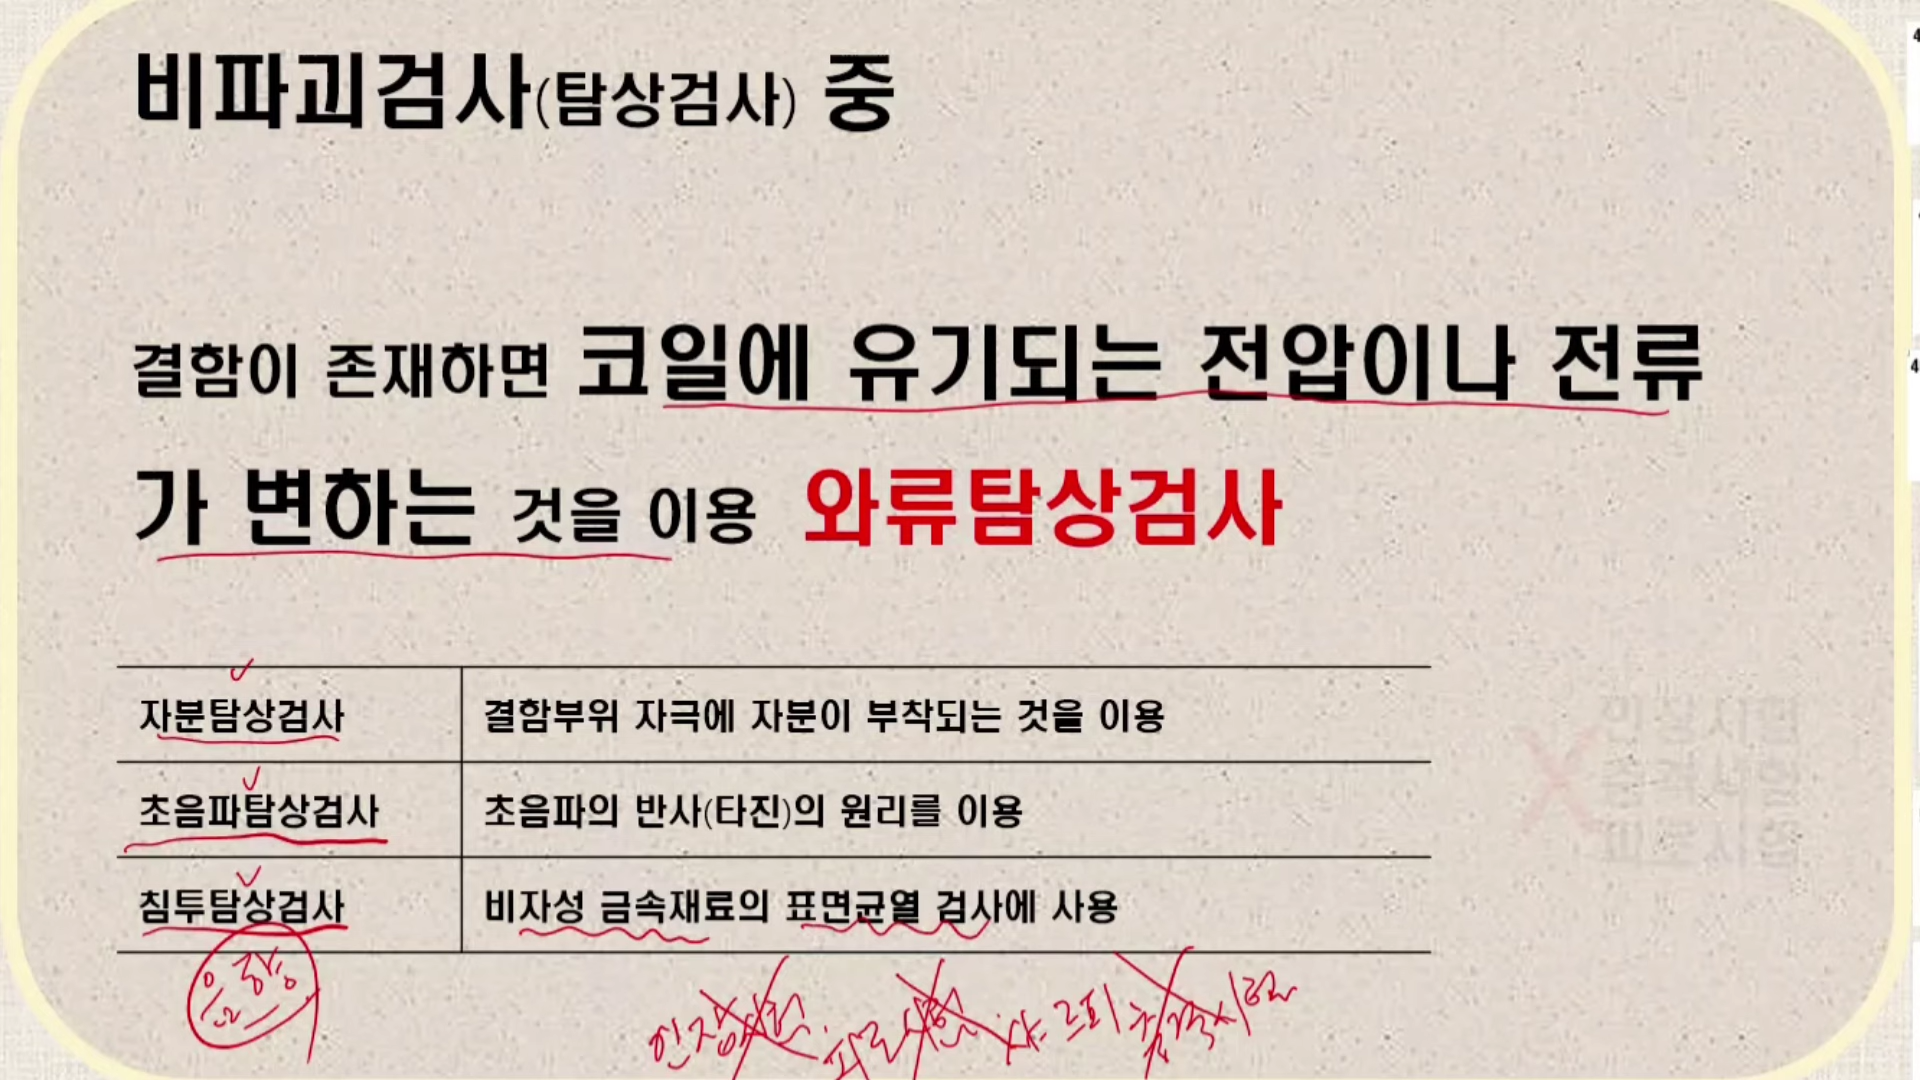 비파괴검사(탐상검사) 중
결함이 존재하면 코일에 유기되는 전압이나 전류
가 변하는 것을 이용 와류탐상검사
자분탐상검사 결함부위 자극에 자분이 부착되는 것을 이용
초음파탐상검사 초음파의 반사(타진)의 원리를 이용
침투탐상검사 비자성 금속재료의 표면균열 검사에 사용
음향